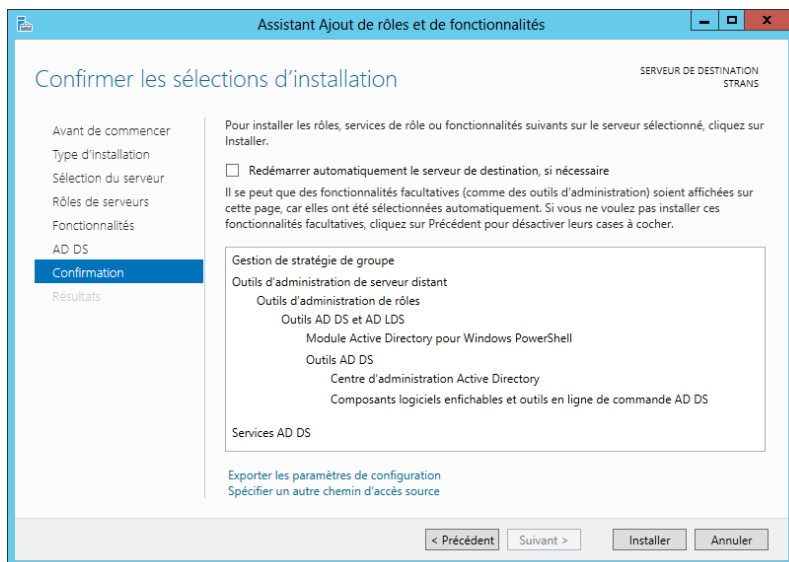 Assistant Ajout de rôles et de fonctionnalités
Confirmer les sélections d'installation
SERVEUR DE DESTINATION
STRANS
Avant de commencer
Type d'installation
Sélection du serveur
Rôles de serveurs
Fonctionnalités
AD DS
Confirmation
Résultats
Pour installer les rôles, services de rôle ou fonctionnalités suivants sur le serveur sélectionné, cliquez sur
Installer.
Redémarrer automatiquement le serveur de destination, si nécessaire
Il se peut que des fonctionnalités facultatives (comme des outils d'administration) soient affichées sur
cette page, car elles ont été sélectionnées automatiquement. Si vous ne voulez pas installer ces
fonctionnalités facultatives, cliquez sur Précédent pour désactiver leurs cases à cocher.
Gestion de stratégie de groupe
Outils d'administration de serveur distant
Outils d'administration de rôles
Outils AD DS et AD LDS
Module Active Directory pour Windows PowerShell
Outils AD DS
Centre d'administration Active Directory
Composants logiciels enfichables et outils en ligne de commande AD DS
Services AD DS
Exporter les paramètres de configuration
Spécifier un autre chemin d'accès source
< Précédent Suivant > Installer Annuler